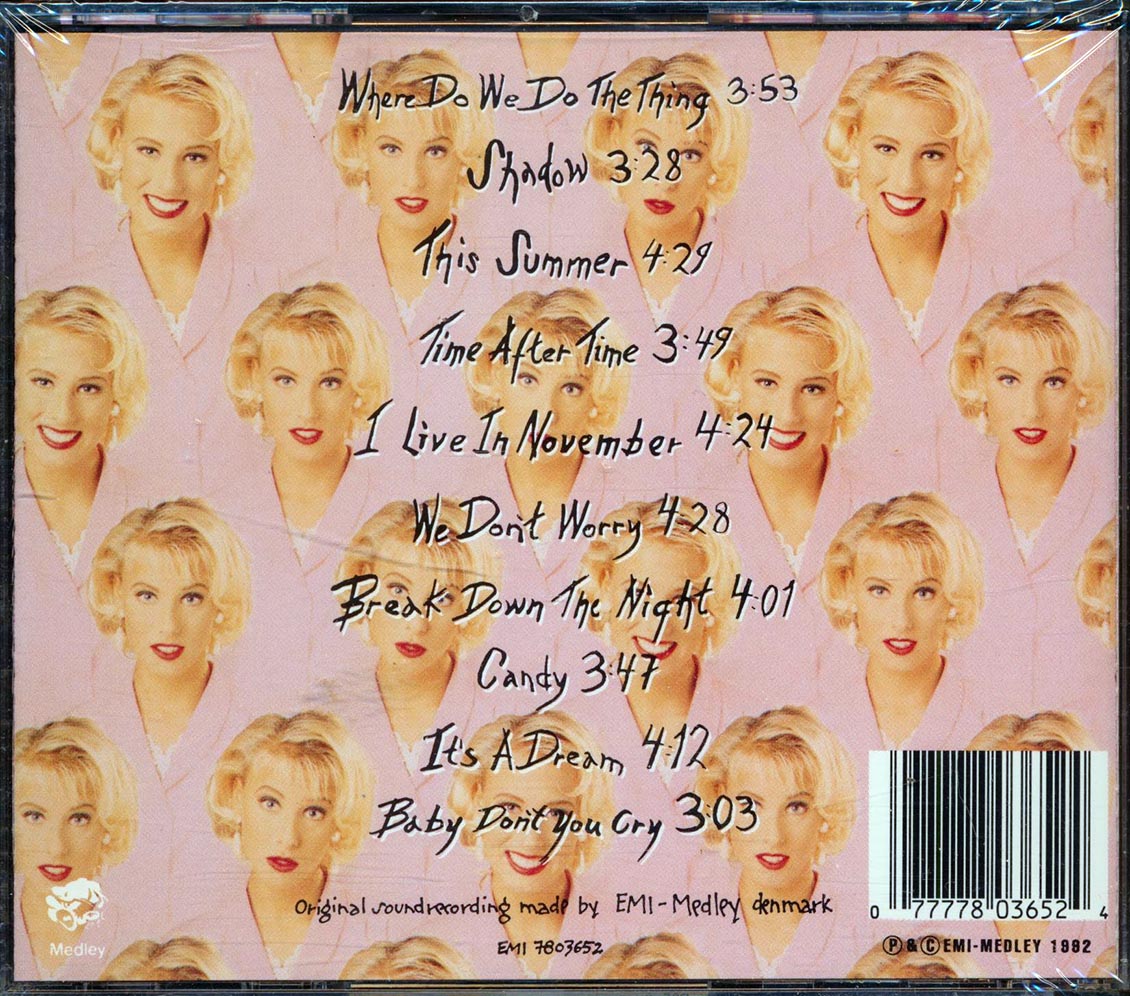 Where Do We Do The Thing 3:53
Shadow 3:28
This Summer 4:29
Time After Time 3:49
I Live In November 4:24
We Don't Worry 4:28
Break Down The Night 4:01
Candy 3:47
It's A Dream 4:12
Baby Don't You Cry 3:03
Original soundrecording made by EMI-Medley denmark
EMI 7803652
Medley
0 77778 03652 4
Ⓟ & © EMI-MEDLEY 1992